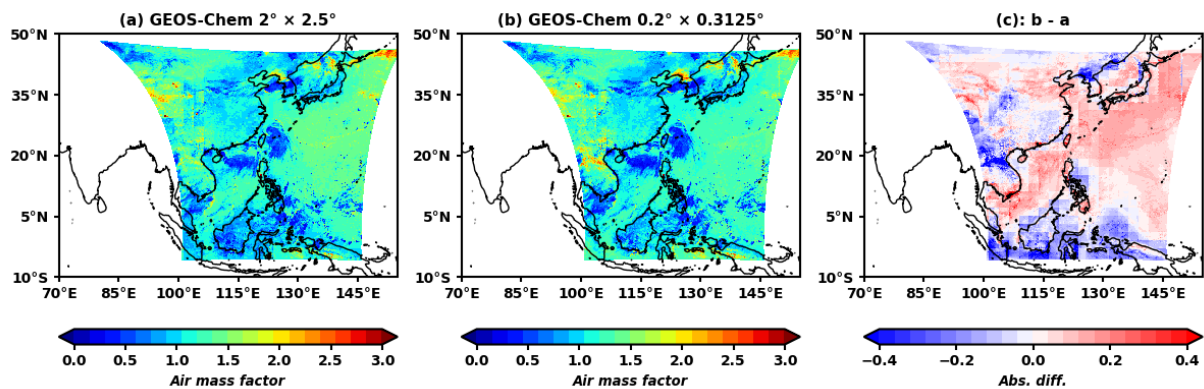 (a) GEOS-Chem 2° × 2.5°
(b) GEOS-Chem 0.2° × 0.3125°
(c): b - a
50°N
35°N
20°N
5°N
10°S
70°E 85°E 100°E 115°E 130°E 145°E
50°N
35°N
20°N
5°N
10°S
70°E 85°E 100°E 115°E 130°E 145°E
50°N
35°N
20°N
5°N
10°S
70°E 85°E 100°E 115°E 130°E 145°E
0.0 0.5 1.0 1.5 2.0 2.5 3.0
Air mass factor
0.0 0.5 1.0 1.5 2.0 2.5 3.0
Air mass factor
−0.4 −0.2 0.0 0.2 0.4
Abs. diff.